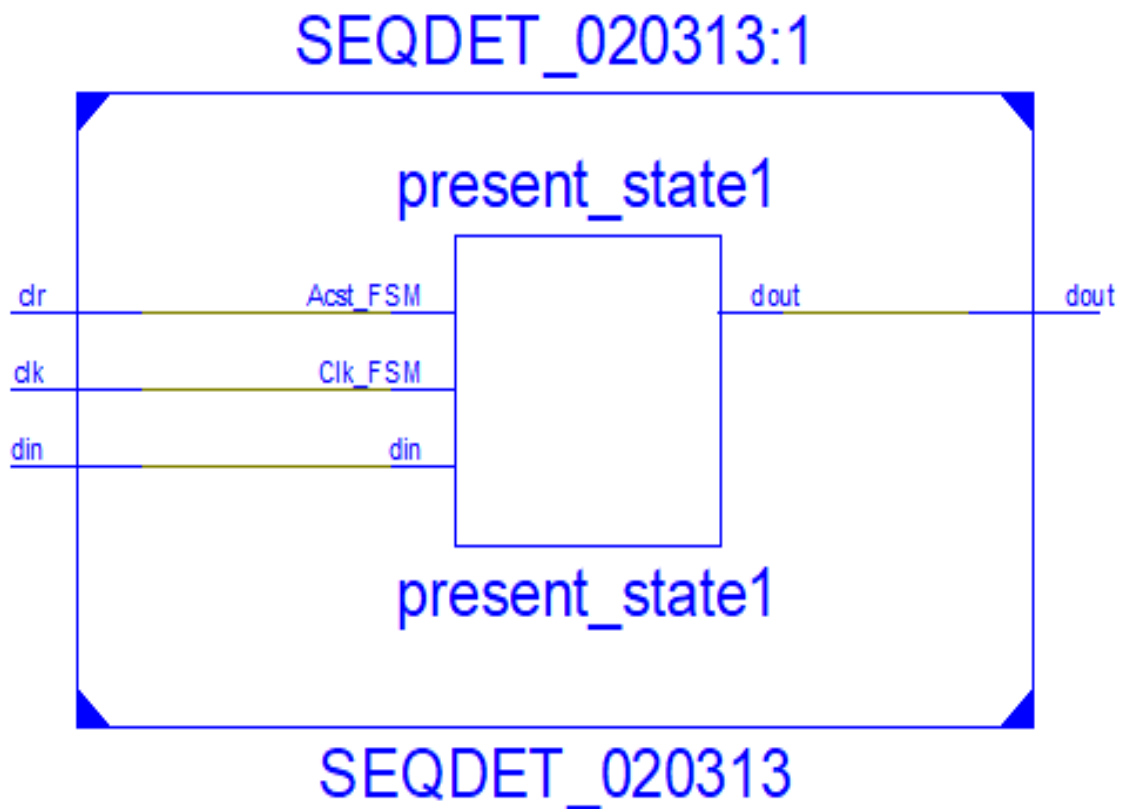 SEQDET_020313:1
present_state1
clr Acst_FSM dout dout
clk Clk_FSM
din din
present_state1
SEQDET_020313